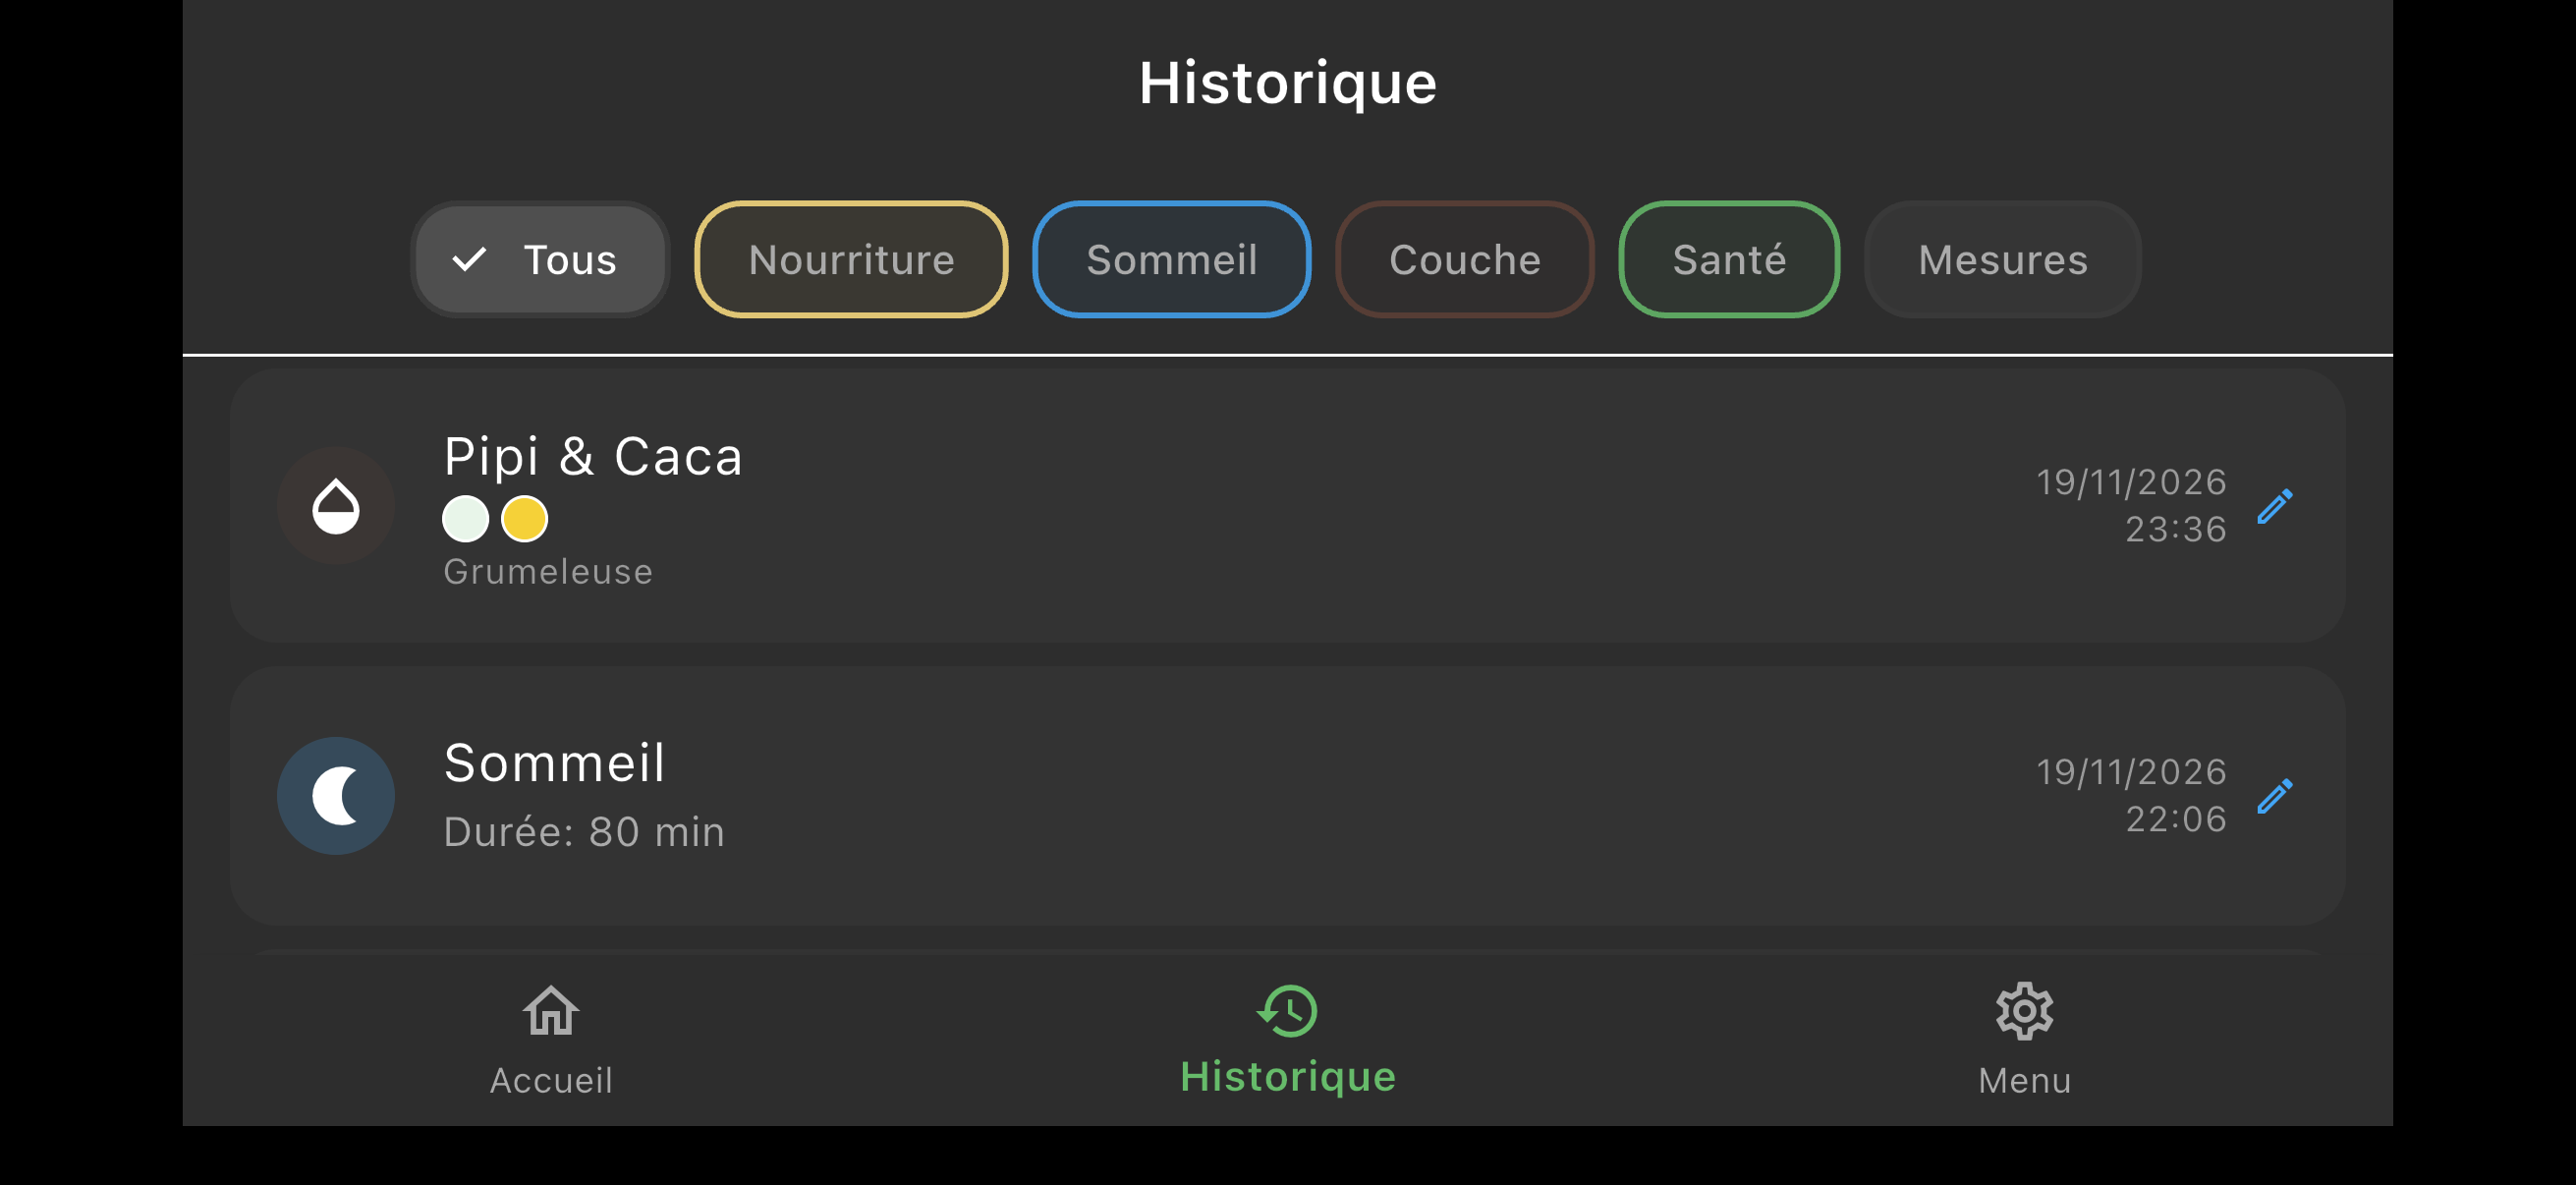 Historique
Tous Nourriture Sommeil Couche Santé Mesures
Pipi & Caca
Grumeleuse
19/11/2026
23:36
Sommeil
Durée: 80 min
19/11/2026
22:06
Accueil Historique Menu